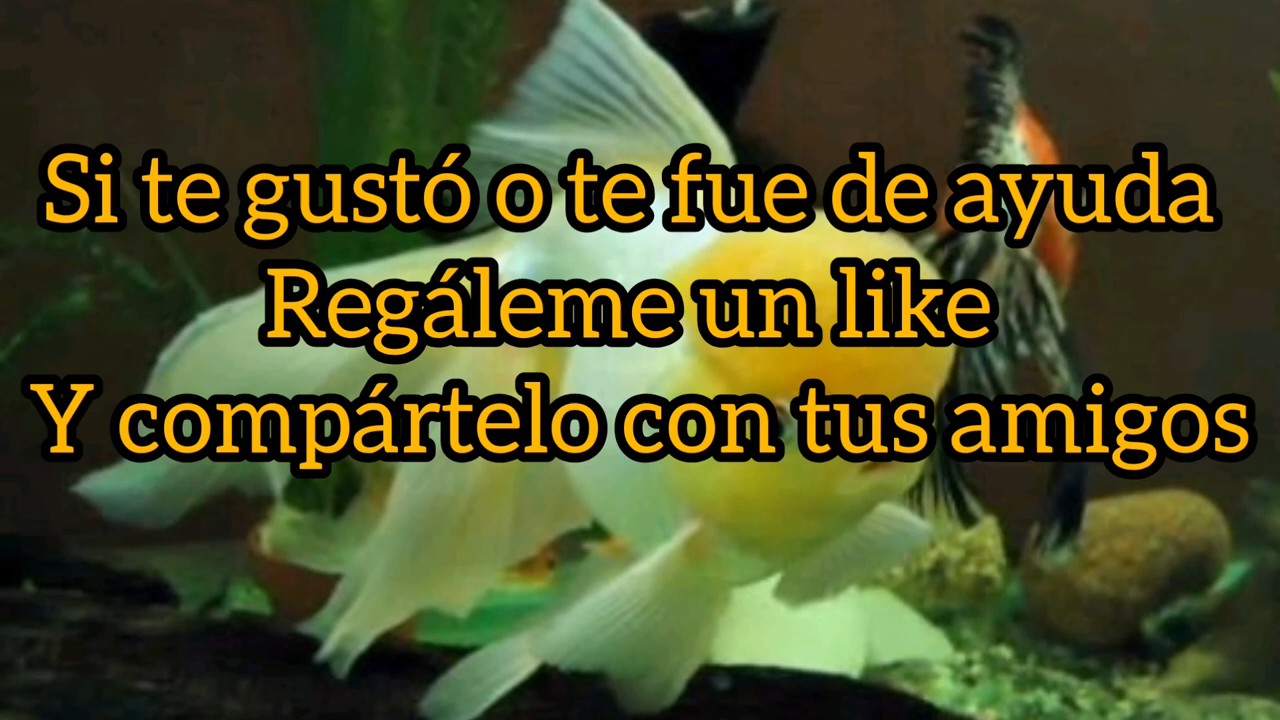 Si te gustó o te fue de ayuda
Regáleme un like
Y compártelo con tus amigos